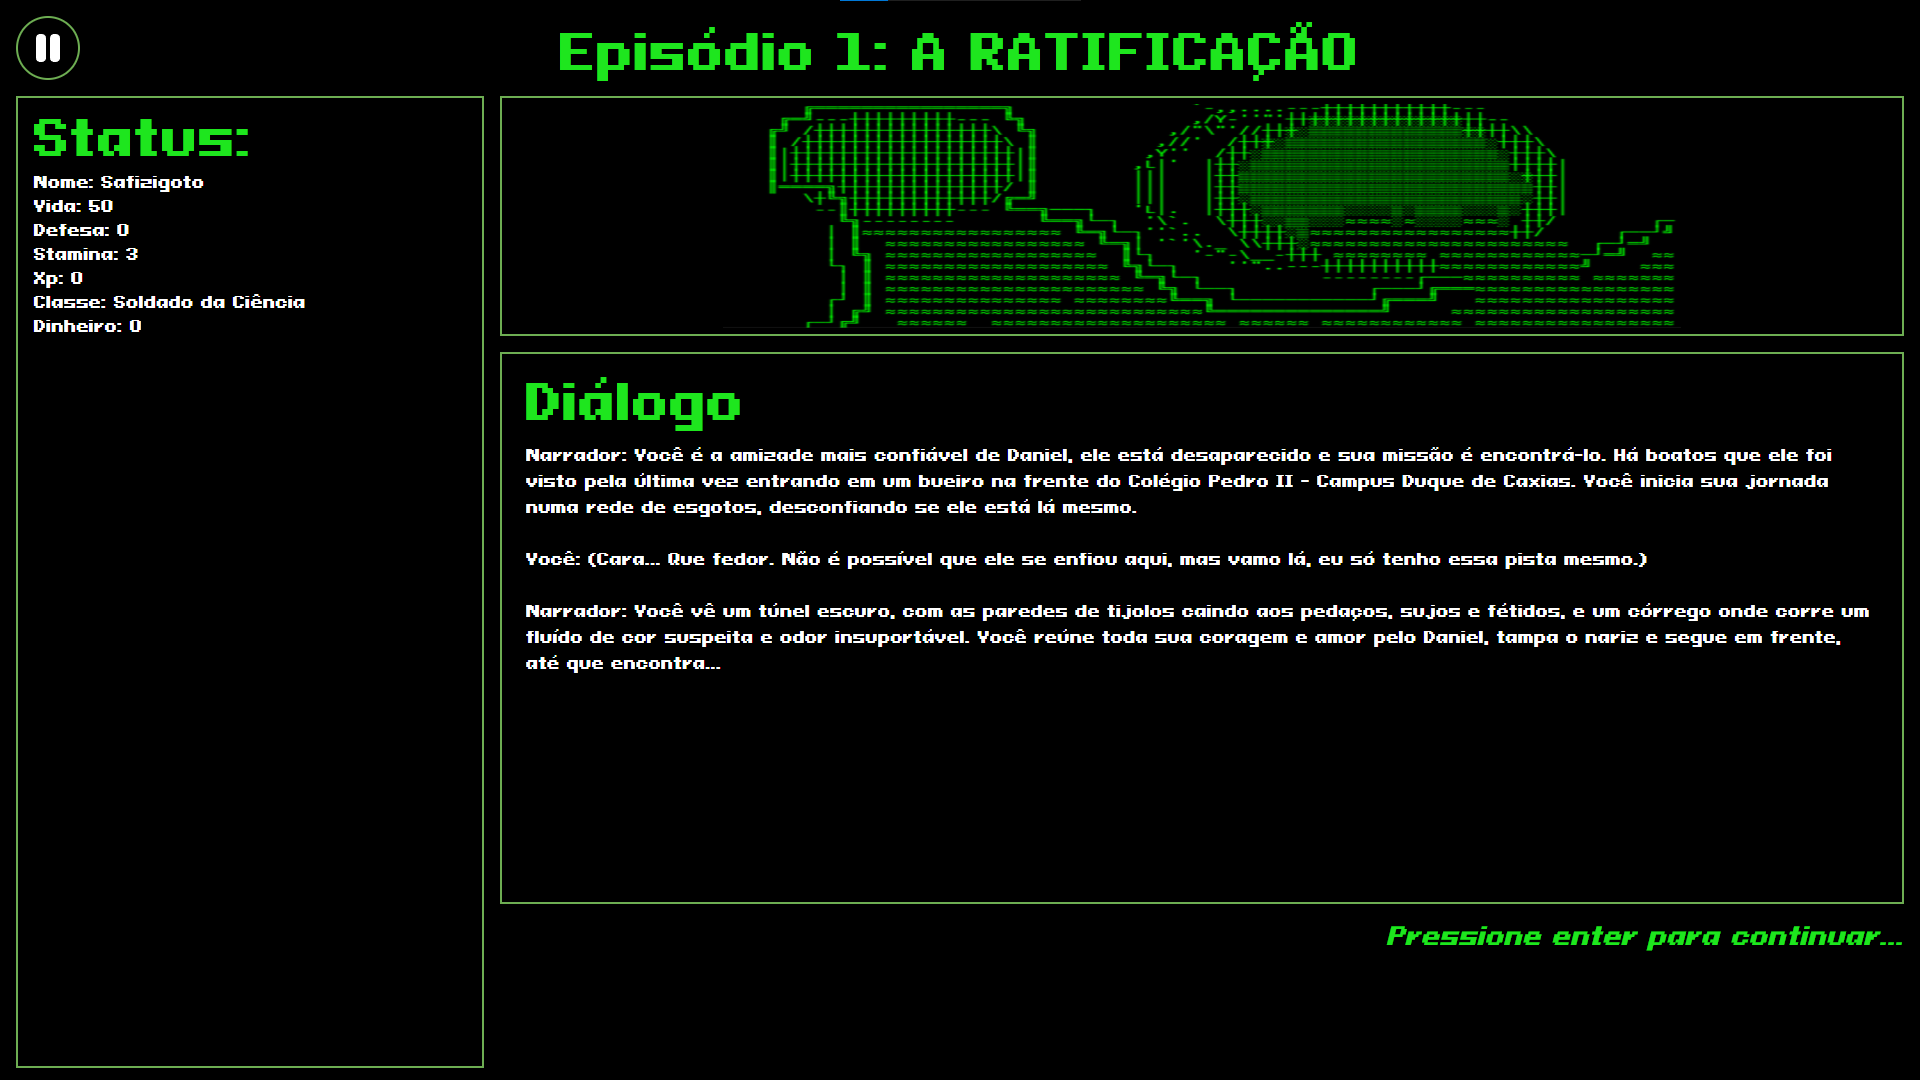 Episódio 1: A RATIFICAÇÃO
Status:
Nome: Safizigoto
Vida: 50
Defesa: 0
Stamina: 3
Xp: 0
Classe: Soldado da Ciência
Dinheiro: 0
Diálogo
Narrador: Você é a amizade mais confiável de Daniel, ele está desaparecido e sua missão é encontrá-lo. Há boatos que ele foi
visto pela última vez entrando em um bueiro na frente do Colégio Pedro II - Campus Duque de Caxias. Você inicia sua jornada
numa rede de esgotos, desconfiando se ele está lá mesmo.
Você: (Cara... Que fedor. Não é possível que ele se enfiou aqui, mas vamo lá, eu só tenho essa pista mesmo.)
Narrador: Você vê um túnel escuro, com as paredes de tijolos caindo aos pedaços, sujos e fétidos, e um córrego onde corre um
fluído de cor suspeita e odor insuportável. Você reúne toda sua coragem e amor pelo Daniel, tampa o nariz e segue em frente,
até que encontra...
Pressione enter para continuar...